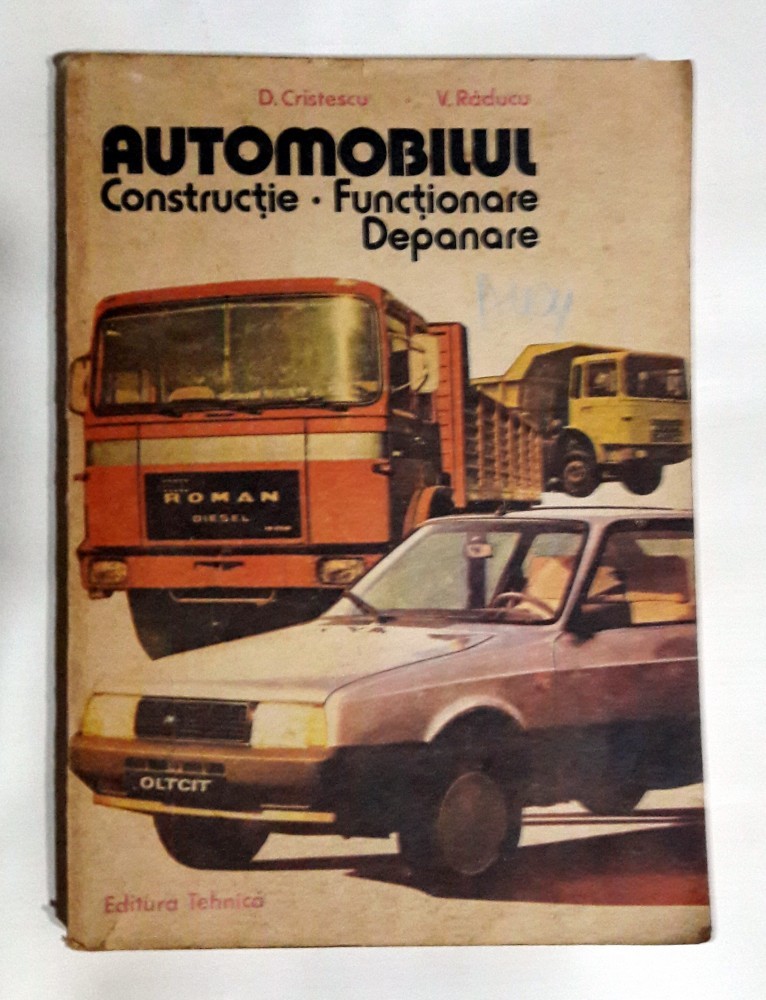 D. Cristescu · V. Răducu
AUTOMOBILUL
Construcție · Funcționare
Depanare
ROMAN
DIESEL
OLTCIT
Editura Tehnică